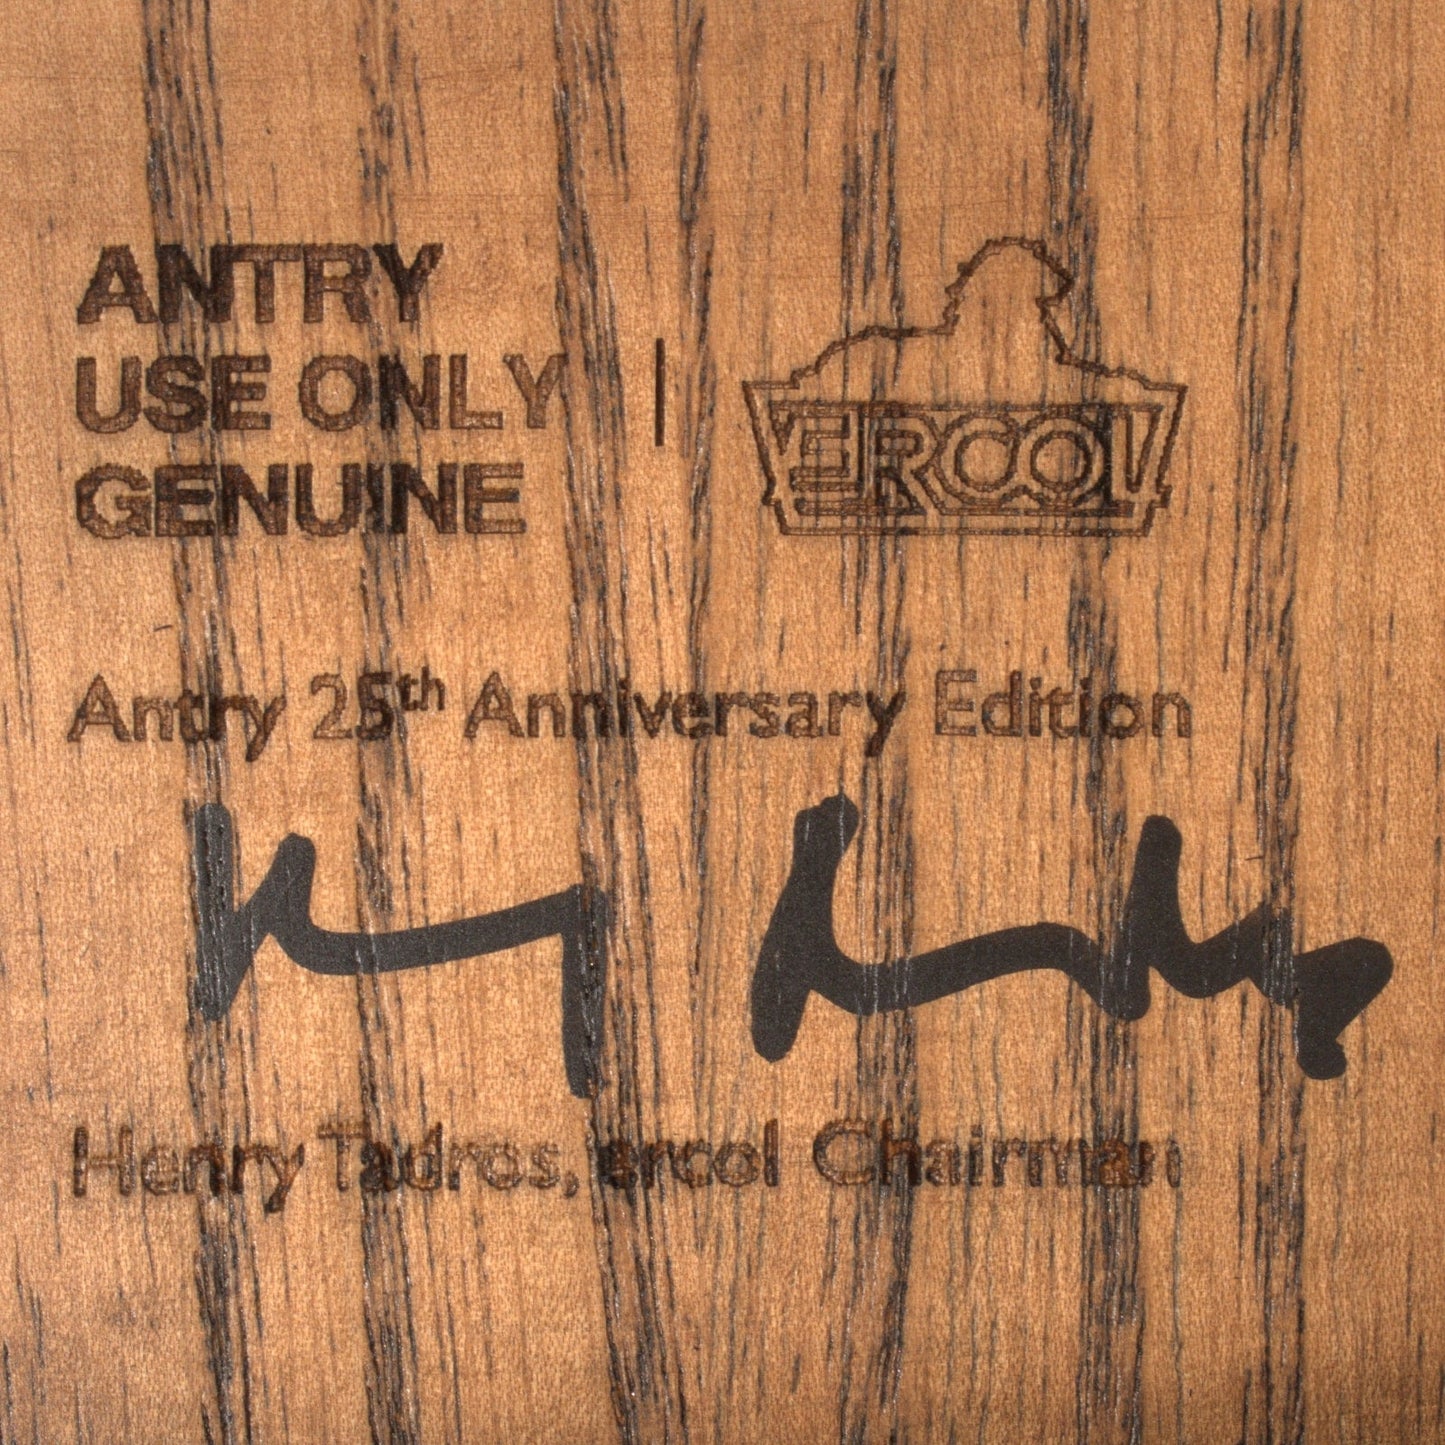 ANTRY
USE ONLY
GENUINE
ERCOL
Antry 25th Anniversary Edition
Henry Tadros, ercol Chairman